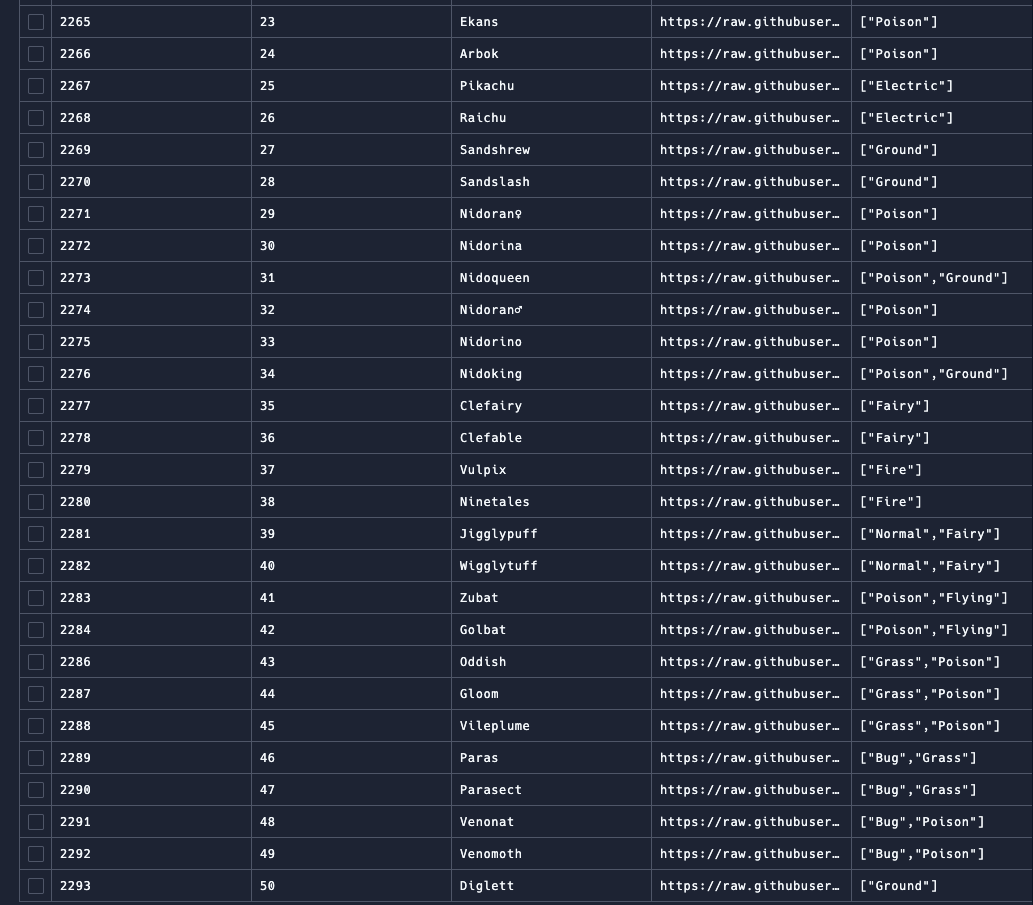 2265 23 Ekans https://raw.githubuser… ["Poison"]
2266 24 Arbok https://raw.githubuser… ["Poison"]
2267 25 Pikachu https://raw.githubuser… ["Electric"]
2268 26 Raichu https://raw.githubuser… ["Electric"]
2269 27 Sandshrew https://raw.githubuser… ["Ground"]
2270 28 Sandslash https://raw.githubuser… ["Ground"]
2271 29 Nidoran♀ https://raw.githubuser… ["Poison"]
2272 30 Nidorina https://raw.githubuser… ["Poison"]
2273 31 Nidoqueen https://raw.githubuser… ["Poison","Ground"]
2274 32 Nidoran♂ https://raw.githubuser… ["Poison"]
2275 33 Nidorino https://raw.githubuser… ["Poison"]
2276 34 Nidoking https://raw.githubuser… ["Poison","Ground"]
2277 35 Clefairy https://raw.githubuser… ["Fairy"]
2278 36 Clefable https://raw.githubuser… ["Fairy"]
2279 37 Vulpix https://raw.githubuser… ["Fire"]
2280 38 Ninetales https://raw.githubuser… ["Fire"]
2281 39 Jigglypuff https://raw.githubuser… ["Normal","Fairy"]
2282 40 Wigglytuff https://raw.githubuser… ["Normal","Fairy"]
2283 41 Zubat https://raw.githubuser… ["Poison","Flying"]
2284 42 Golbat https://raw.githubuser… ["Poison","Flying"]
2286 43 Oddish https://raw.githubuser… ["Grass","Poison"]
2287 44 Gloom https://raw.githubuser… ["Grass","Poison"]
2288 45 Vileplume https://raw.githubuser… ["Grass","Poison"]
2289 46 Paras https://raw.githubuser… ["Bug","Grass"]
2290 47 Parasect https://raw.githubuser… ["Bug","Grass"]
2291 48 Venonat https://raw.githubuser… ["Bug","Poison"]
2292 49 Venomoth https://raw.githubuser… ["Bug","Poison"]
2293 50 Diglett https://raw.githubuser… ["Ground"]